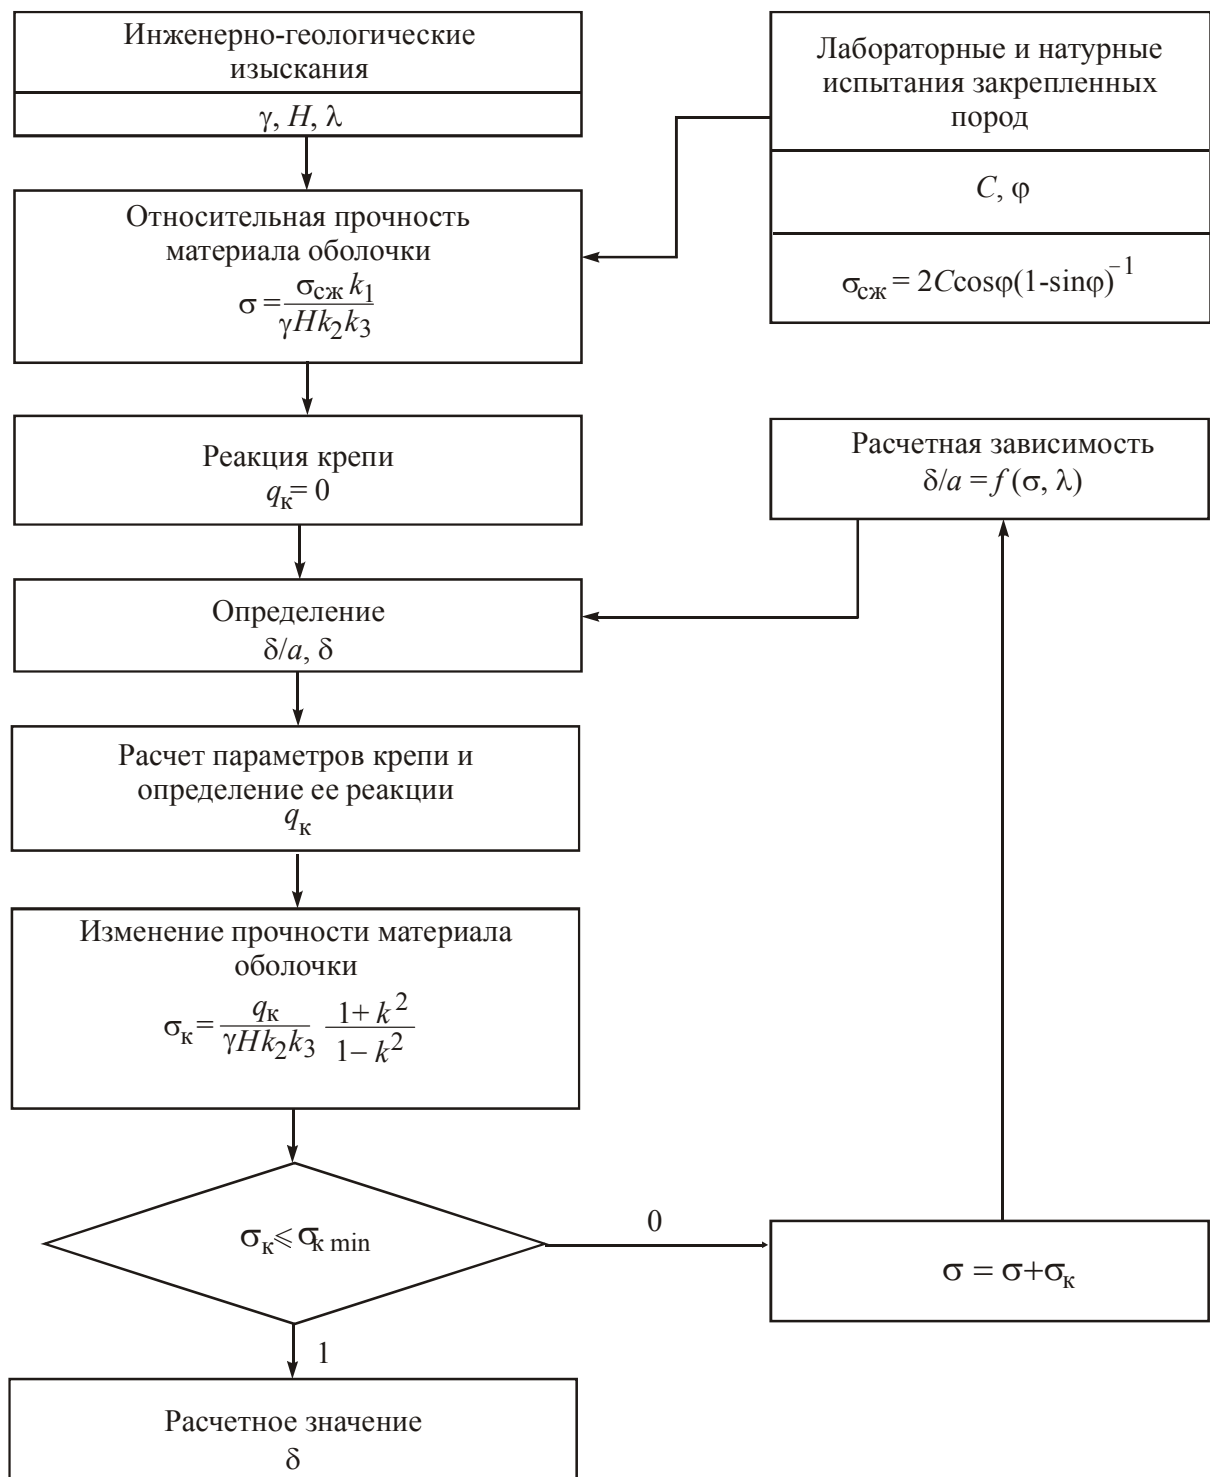 Инженерно-геологические
изыскания
γ, H, λ
Лабораторные и натурные
испытания закрепленных
пород
C, φ
σсж = 2Ccosφ(1-sinφ)⁻¹
Относительная прочность
материала оболочки
σ = σсж k₁ / γHk₂k₃
Реакция крепи
qк = 0
Расчетная зависимость
δ/a = f (σ, λ)
Определение
δ/a, δ
Расчет параметров крепи и
определение ее реакции
qк
Изменение прочности материала
оболочки
σк = qк / γHk₂k₃ 1+ k² / 1– k²
σк ⩽ σк min
0
σ = σ+σк
1
Расчетное значение
δ